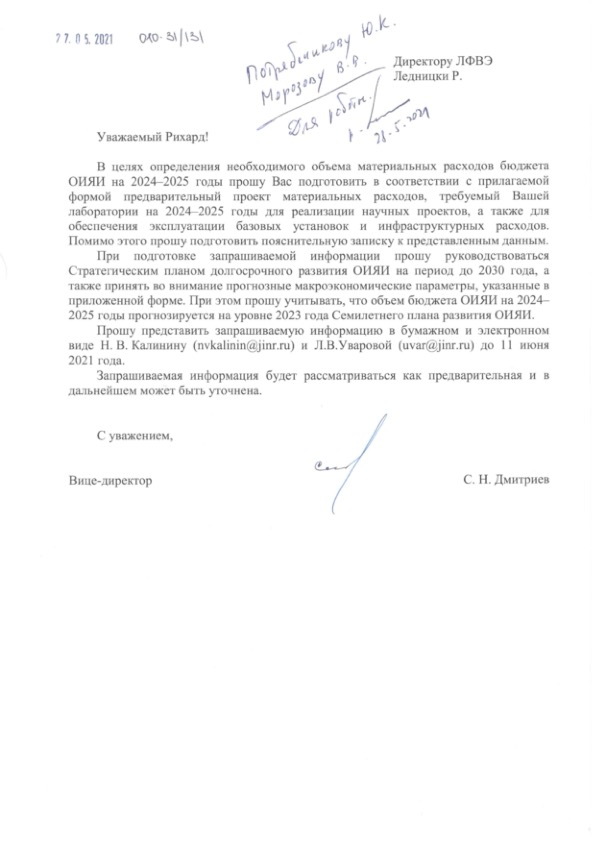 27.05.2021 010-31/131
Потребникову Ю.К.
Морозову В.В.
Для работы.
28.5.2021
Директору ЛФВЭ
Ледницки Р.
Уважаемый Рихард!
В целях определения необходимого объема материальных расходов бюджета
ОИЯИ на 2024–2025 годы прошу Вас подготовить в соответствии с прилагаемой
формой предварительный проект материальных расходов, требуемый Вашей
лаборатории на 2024–2025 годы для реализации научных проектов, а также для
обеспечения эксплуатации базовых установок и инфраструктурных расходов.
Помимо этого прошу подготовить пояснительную записку к представленным данным.
При подготовке запрашиваемой информации прошу руководствоваться
Стратегическим планом долгосрочного развития ОИЯИ на период до 2030 года, а
также принять во внимание прогнозные макроэкономические параметры, указанные в
приложенной форме. При этом прошу учитывать, что объем бюджета ОИЯИ на 2024–
2025 годы прогнозируется на уровне 2023 года Семилетнего плана развития ОИЯИ.
Прошу представить запрашиваемую информацию в бумажном и электронном
виде Н. В. Калинину (nvkalinin@jinr.ru) и Л.В.Уваровой (uvar@jinr.ru) до 11 июня
2021 года.
Запрашиваемая информация будет рассматриваться как предварительная и в
дальнейшем может быть уточнена.
С уважением,
Вице-директор
С. Н. Дмитриев